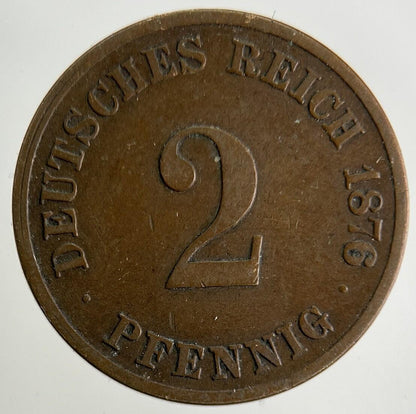 DEUTSCHES REICH 1876
2
· PFENNIG ·